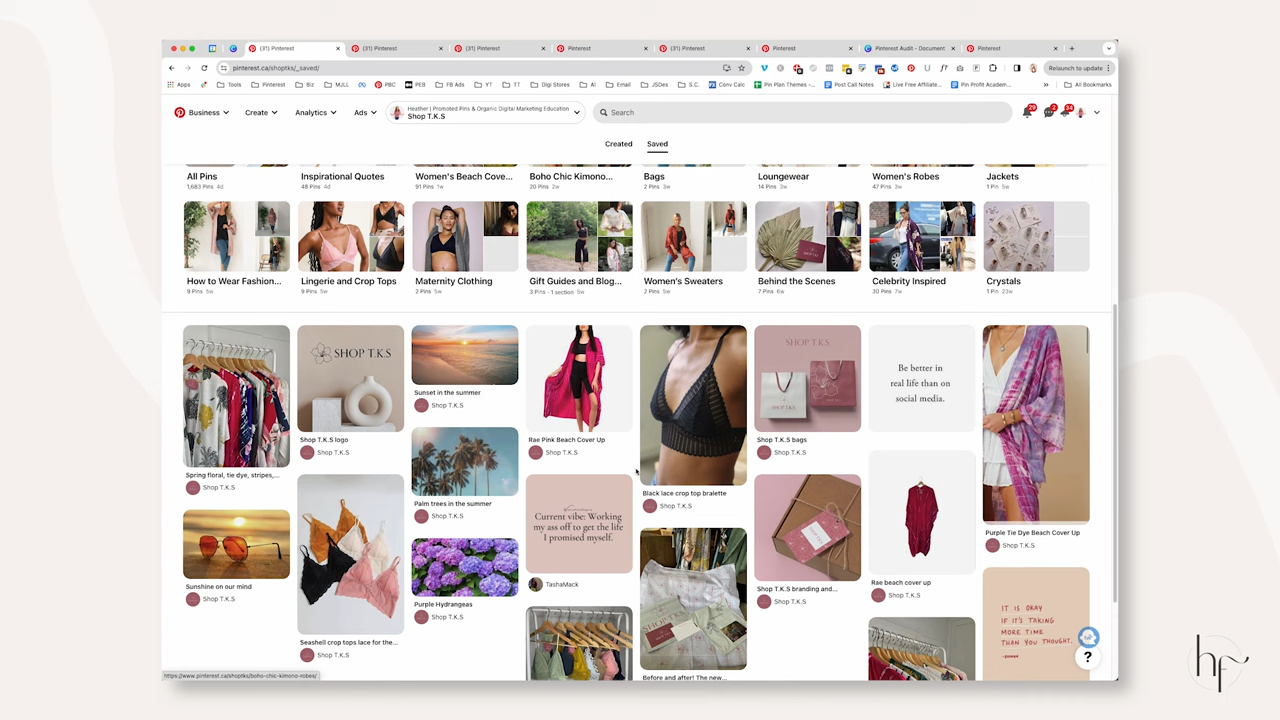 (31) Pinterest
(31) Pinterest
(31) Pinterest
Pinterest
(31) Pinterest
Pinterest
Pinterest Audit - Document
Pinterest
pinterest.ca/shoptks/_saved/
Relaunch to update
Apps
Tools
Pinterest
Biz
MJLL
PBC
PEB
FB Ads
YT
TT
Digi Stores
AI
Email
JSDes
S.C.
Conv Calc
Pin Plan Themes –...
Post Call Notes
Live Free Affiliate...
Pin Profit Academ...
All Bookmarks
Business
Create
Analytics
Ads
Heather | Promoted Pins & Organic Digital Marketing Education
Shop T.K.S
Search
29
2
34
Created
Saved
All Pins
1,683 Pins 4d
Inspirational Quotes
48 Pins 4d
Women's Beach Cove...
91 Pins 1w
Boho Chic Kimono...
20 Pins 2w
Bags
2 Pins 3w
Loungewear
14 Pins 3w
Women's Robes
47 Pins 3w
Jackets
1 Pin 5w
How to Wear Fashion...
9 Pins 5w
Lingerie and Crop Tops
9 Pins 5w
Maternity Clothing
2 Pins 5w
Gift Guides and Blog...
3 Pins · 1 section 5w
Women's Sweaters
2 Pins 5w
Behind the Scenes
7 Pins 6w
Celebrity Inspired
30 Pins 7w
Crystals
1 Pin 23w
Spring floral, tie dye, stripes,...
Shop T.K.S
Sunshine on our mind
Shop T.K.S
SHOP T.K.S
Shop T.K.S logo
Shop T.K.S
Seashell crop tops lace for the...
Shop T.K.S
Sunset in the summer
Shop T.K.S
Palm trees in the summer
Shop T.K.S
Purple Hydrangeas
Shop T.K.S
Rae Pink Beach Cover Up
Shop T.K.S
Current vibe: Working
my ass off to get the life
I promised myself.
TashaMack
Black lace crop top bralette
Shop T.K.S
Before and after! The new...
SHOP T.K.S
Shop T.K.S bags
Shop T.K.S
Shop T.K.S branding and...
Shop T.K.S
Be better in
real life than on
social media.
Rae beach cover up
Shop T.K.S
Purple Tie Dye Beach Cover Up
Shop T.K.S
IT IS OKAY
IF IT'S TAKING
MORE TIME
THAN YOU THOUGHT.
?
https://www.pinterest.ca/shoptks/boho-chic-kimono-robes/
hf